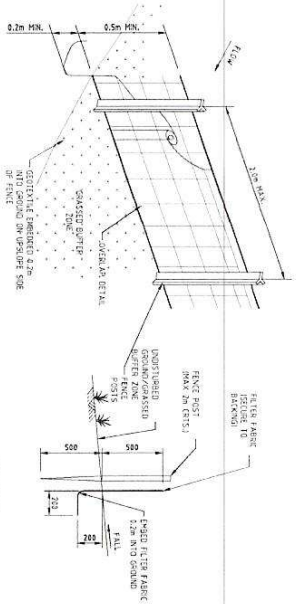 0.2m MIN.
0.5m MIN.
FLOW
2.0m MAX.
GEOTEXTILE EMBEDDED 0.2m
INTO GROUND ON UPSLOPE SIDE
OF FENCE
'GRASSED' BUFFER
ZONE
OVERLAP DETAIL
UNDISTURBED
GROUND/GRASSED
BUFFER ZONE
FENCE
POSTS
FENCE POST
(MAX. 2m CRTS.)
FILTER FABRIC
(SECURE TO
BACKING)
500
500
200
200
FALL
EMBED FILTER FABRIC
0.2m INTO GROUND